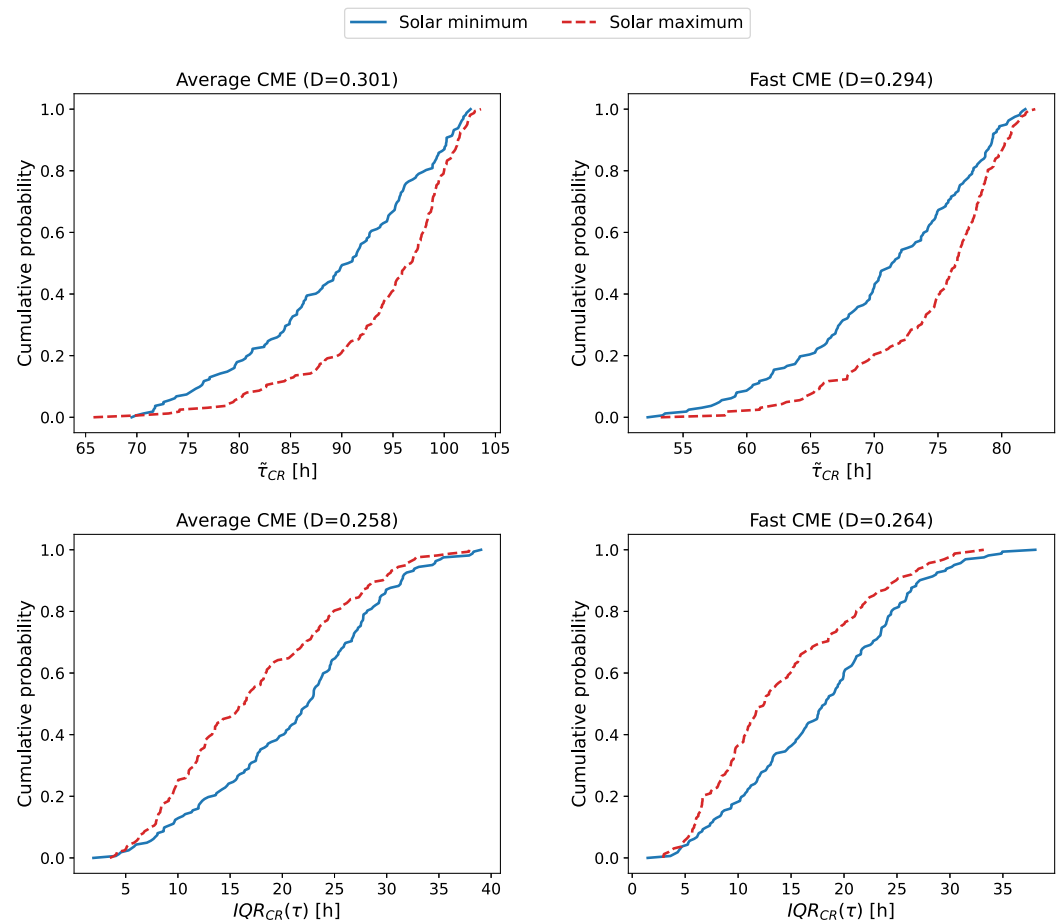 Solar minimum Solar maximum
Average CME (D=0.301)
Cumulative probability
1.0
0.8
0.6
0.4
0.2
0.0
65 70 75 80 85 90 95 100 105
τ̃_CR [h]
Fast CME (D=0.294)
Cumulative probability
1.0
0.8
0.6
0.4
0.2
0.0
55 60 65 70 75 80
τ̃_CR [h]
Average CME (D=0.258)
Cumulative probability
1.0
0.8
0.6
0.4
0.2
0.0
5 10 15 20 25 30 35 40
IQR_CR(τ) [h]
Fast CME (D=0.264)
Cumulative probability
1.0
0.8
0.6
0.4
0.2
0.0
0 5 10 15 20 25 30 35
IQR_CR(τ) [h]